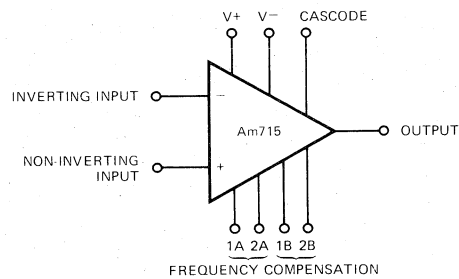 V+ V− CASCODE
INVERTING INPUT
−
Am715
OUTPUT
NON-INVERTING
INPUT
+
1A 2A 1B 2B
FREQUENCY COMPENSATION